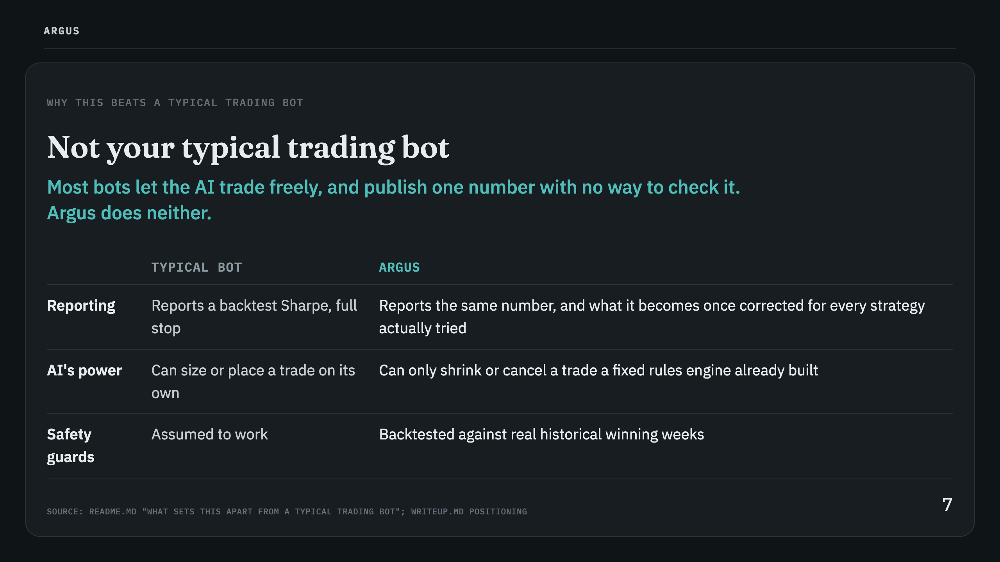 ARGUS
WHY THIS BEATS A TYPICAL TRADING BOT
Not your typical trading bot
Most bots let the AI trade freely, and publish one number with no way to check it.
Argus does neither.
TYPICAL BOT ARGUS
Reporting Reports a backtest Sharpe, full Reports the same number, and what it becomes once corrected for every strategy
stop actually tried
AI's power Can size or place a trade on its Can only shrink or cancel a trade a fixed rules engine already built
own
Safety Assumed to work Backtested against real historical winning weeks
guards
SOURCE: README.MD "WHAT SETS THIS APART FROM A TYPICAL TRADING BOT"; WRITEUP.MD POSITIONING
7